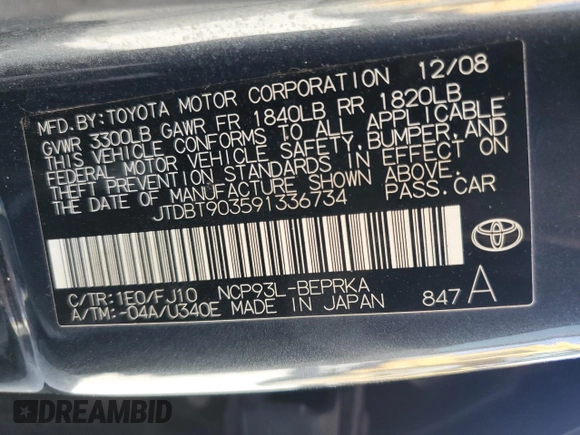 MFD.BY:TOYOTA MOTOR CORPORATION 12/08
GVWR 3300LB GAWR FR 1840LB RR 1820LB
THIS VEHICLE CONFORMS TO ALL APPLICABLE
FEDERAL MOTOR VEHICLE SAFETY,BUMPER,AND
THEFT PREVENTION STANDARDS IN EFFECT ON
THE DATE OF MANUFACTURE SHOWN ABOVE.
JTDBT903591336734 PASS.CAR
C/TR:1E0/FJ10 NCP93L-BEPRKA
A/TM:-04A/U340E MADE IN JAPAN 847 A
DREAMBID